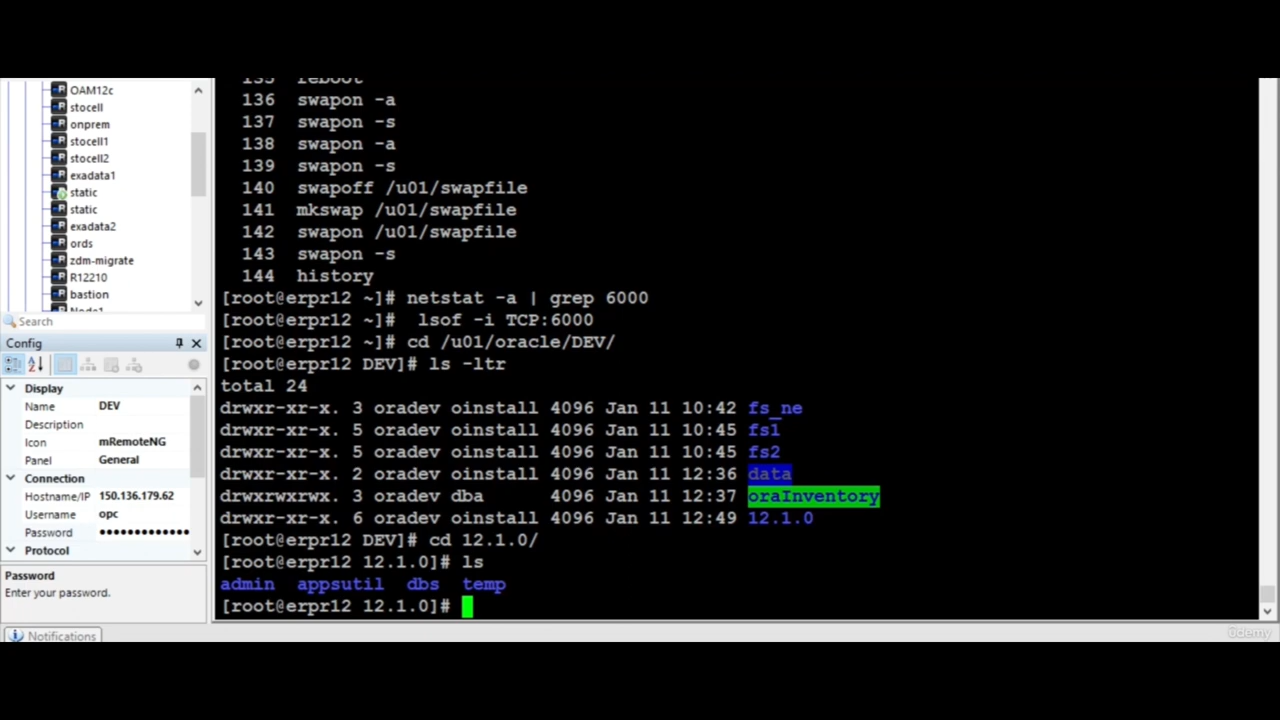 OAM12c
stocell
onprem
stocell1
stocell2
exadata1
static
static
exadata2
ords
zdm-migrate
R12210
bastion
Node1
Search
Config
Display
Name DEV
Description
Icon mRemoteNG
Panel General
Connection
Hostname/IP 150.136.179.62
Username opc
Password ●●●●●●●●●●●●●●●
Protocol
Password
Enter your password.
Notifications
135 reboot
136 swapon -a
137 swapon -s
138 swapon -a
139 swapon -s
140 swapoff /u01/swapfile
141 mkswap /u01/swapfile
142 swapon /u01/swapfile
143 swapon -s
144 history
[root@erpr12 ~]# netstat -a | grep 6000
[root@erpr12 ~]#  lsof -i TCP:6000
[root@erpr12 ~]# cd /u01/oracle/DEV/
[root@erpr12 DEV]# ls -ltr
total 24
drwxr-xr-x. 3 oradev oinstall 4096 Jan 11 10:42 fs_ne
drwxr-xr-x. 5 oradev oinstall 4096 Jan 11 10:45 fs1
drwxr-xr-x. 5 oradev oinstall 4096 Jan 11 10:45 fs2
drwxr-xr-x. 2 oradev oinstall 4096 Jan 11 12:36 data
drwxrwxrwx. 3 oradev dba      4096 Jan 11 12:37 oraInventory
drwxr-xr-x. 6 oradev oinstall 4096 Jan 11 12:49 12.1.0
[root@erpr12 DEV]# cd 12.1.0/
[root@erpr12 12.1.0]# ls
admin  appsutil  dbs  temp
[root@erpr12 12.1.0]#
ûdemy